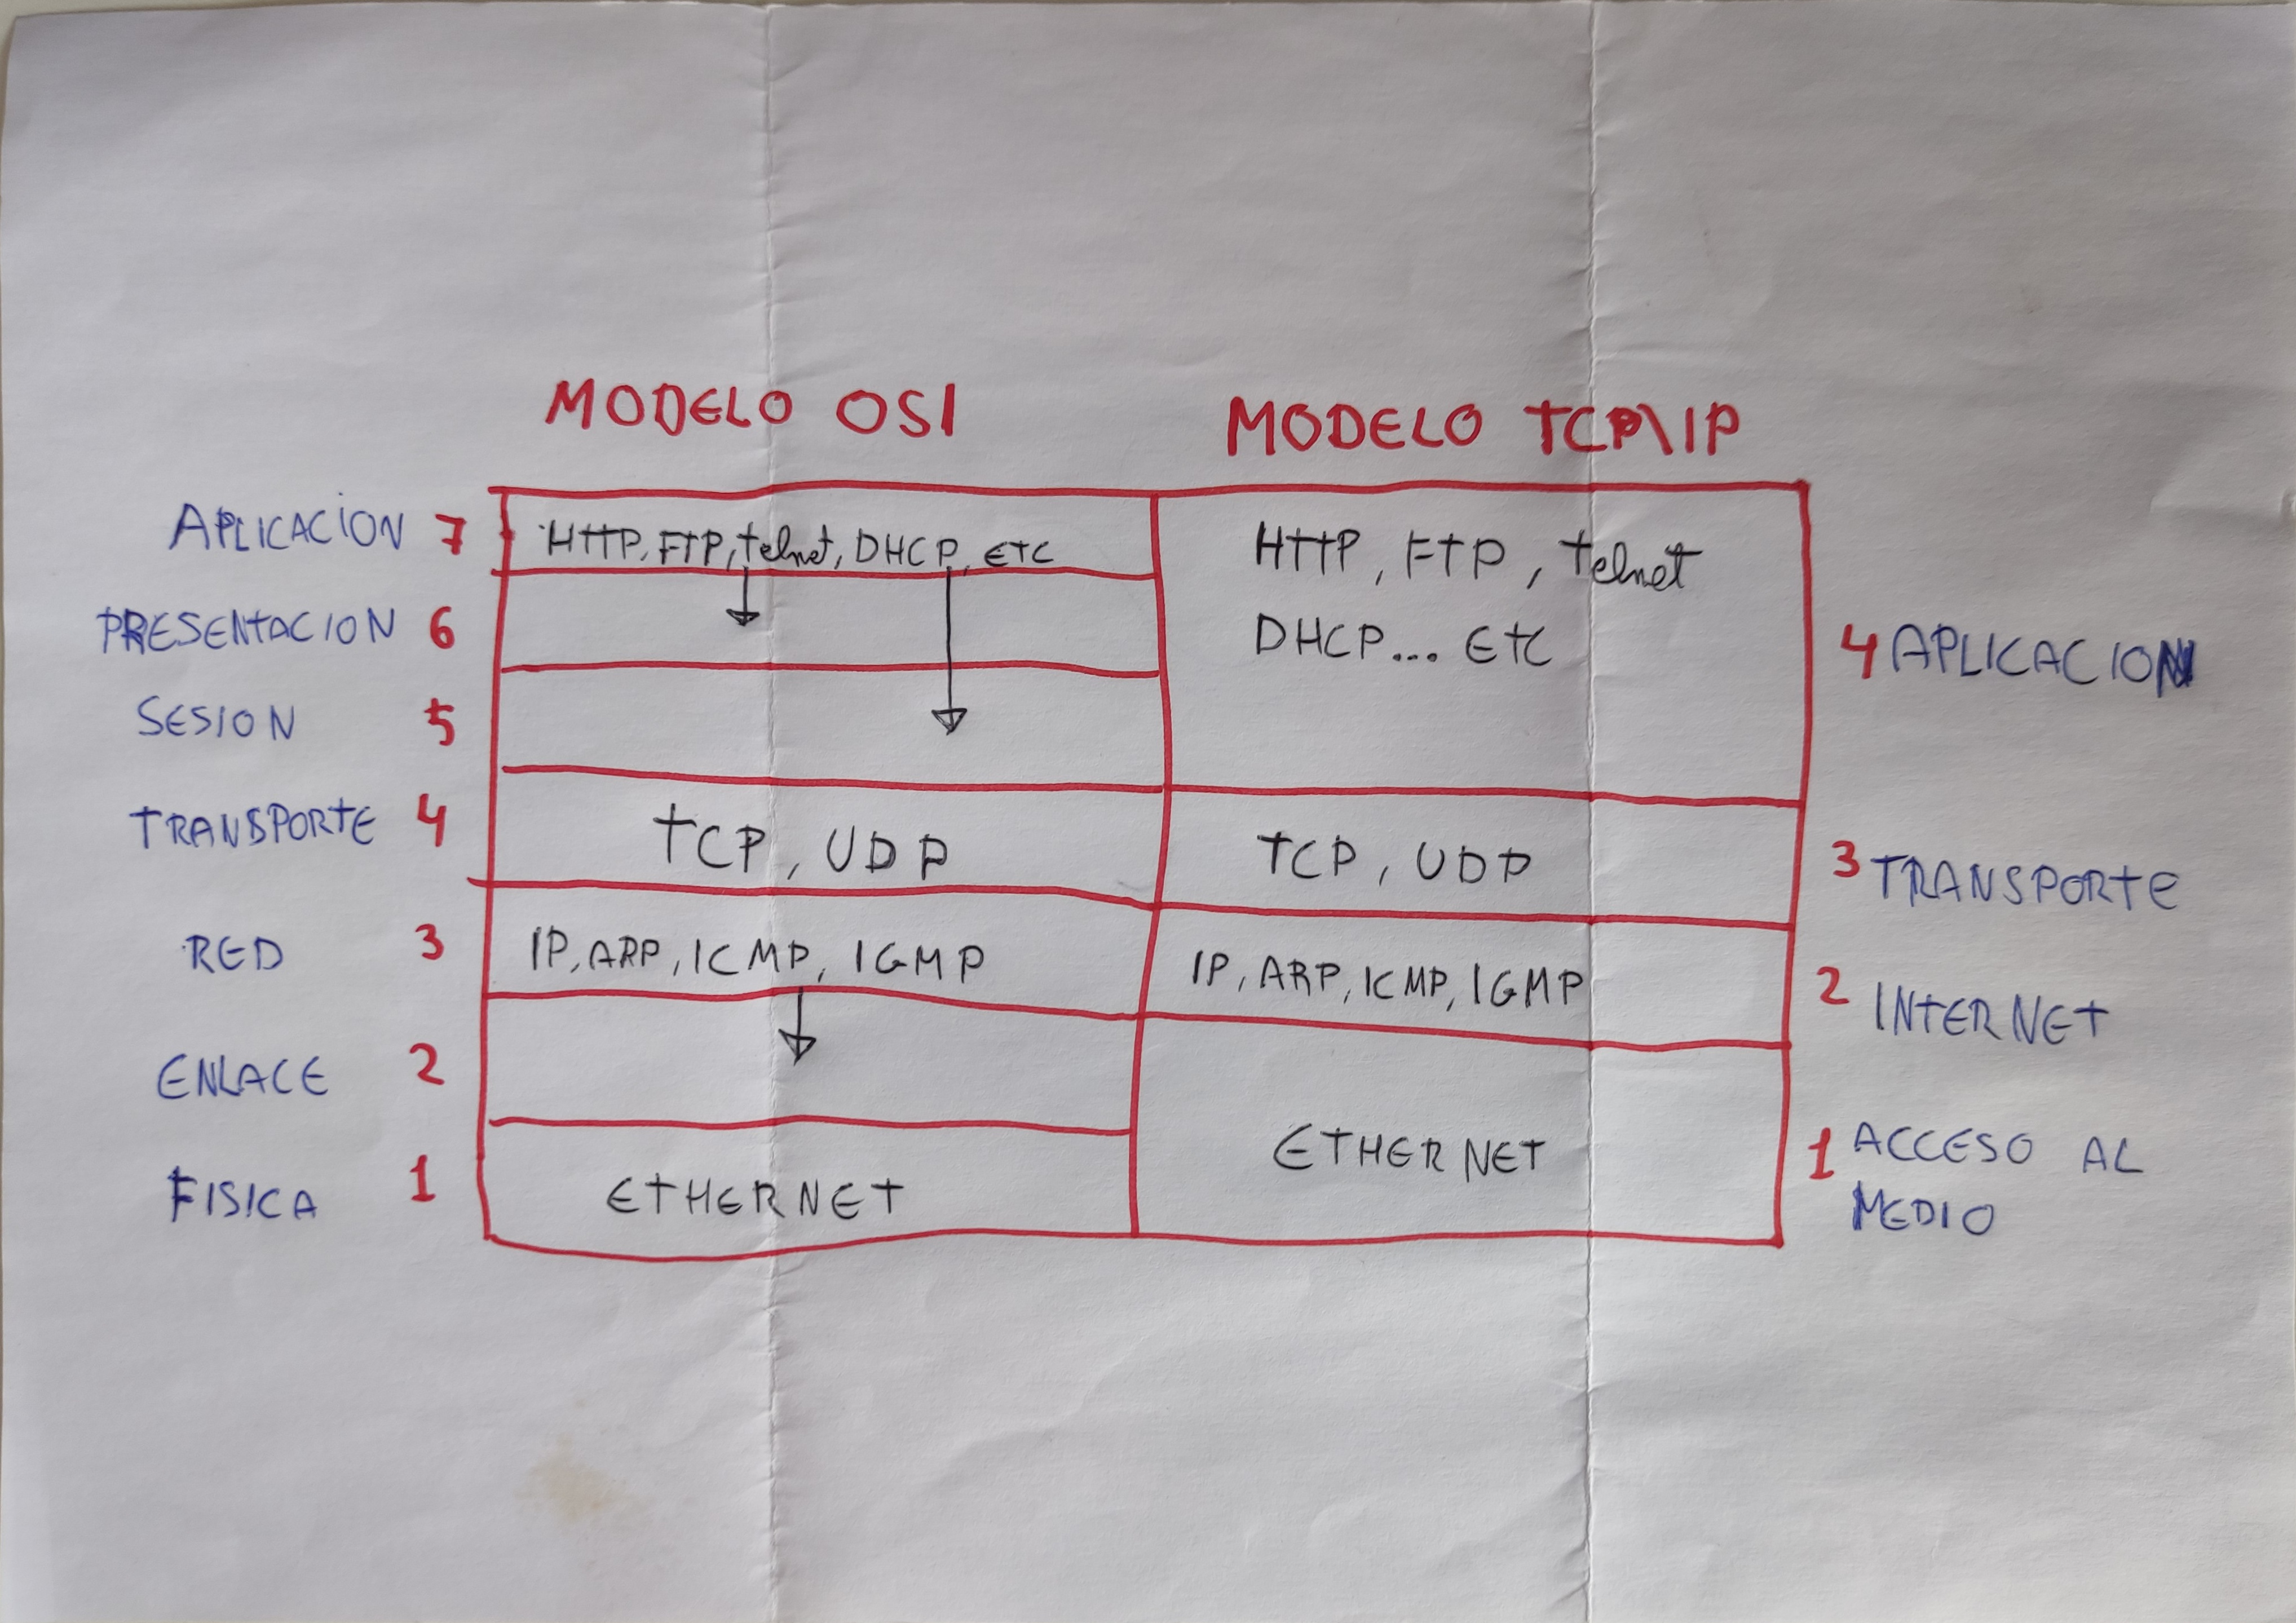 MODELO OSI
MODELO TCP\IP
APLICACION 7 HTTP, FTP, telnet, DHCP, ETC
HTTP, FTP, telnet
DHCP... ETC
PRESENTACION 6
4 APLICACION
SESION 5
TRANSPORTE 4 TCP, UDP
TCP, UDP
3 TRANSPORTE
RED 3 IP, ARP, ICMP, IGMP
IP, ARP, ICMP, IGMP
2 INTERNET
ENLACE 2
FISICA 1 ETHERNET
ETHERNET
1 ACCESO AL
MEDIO